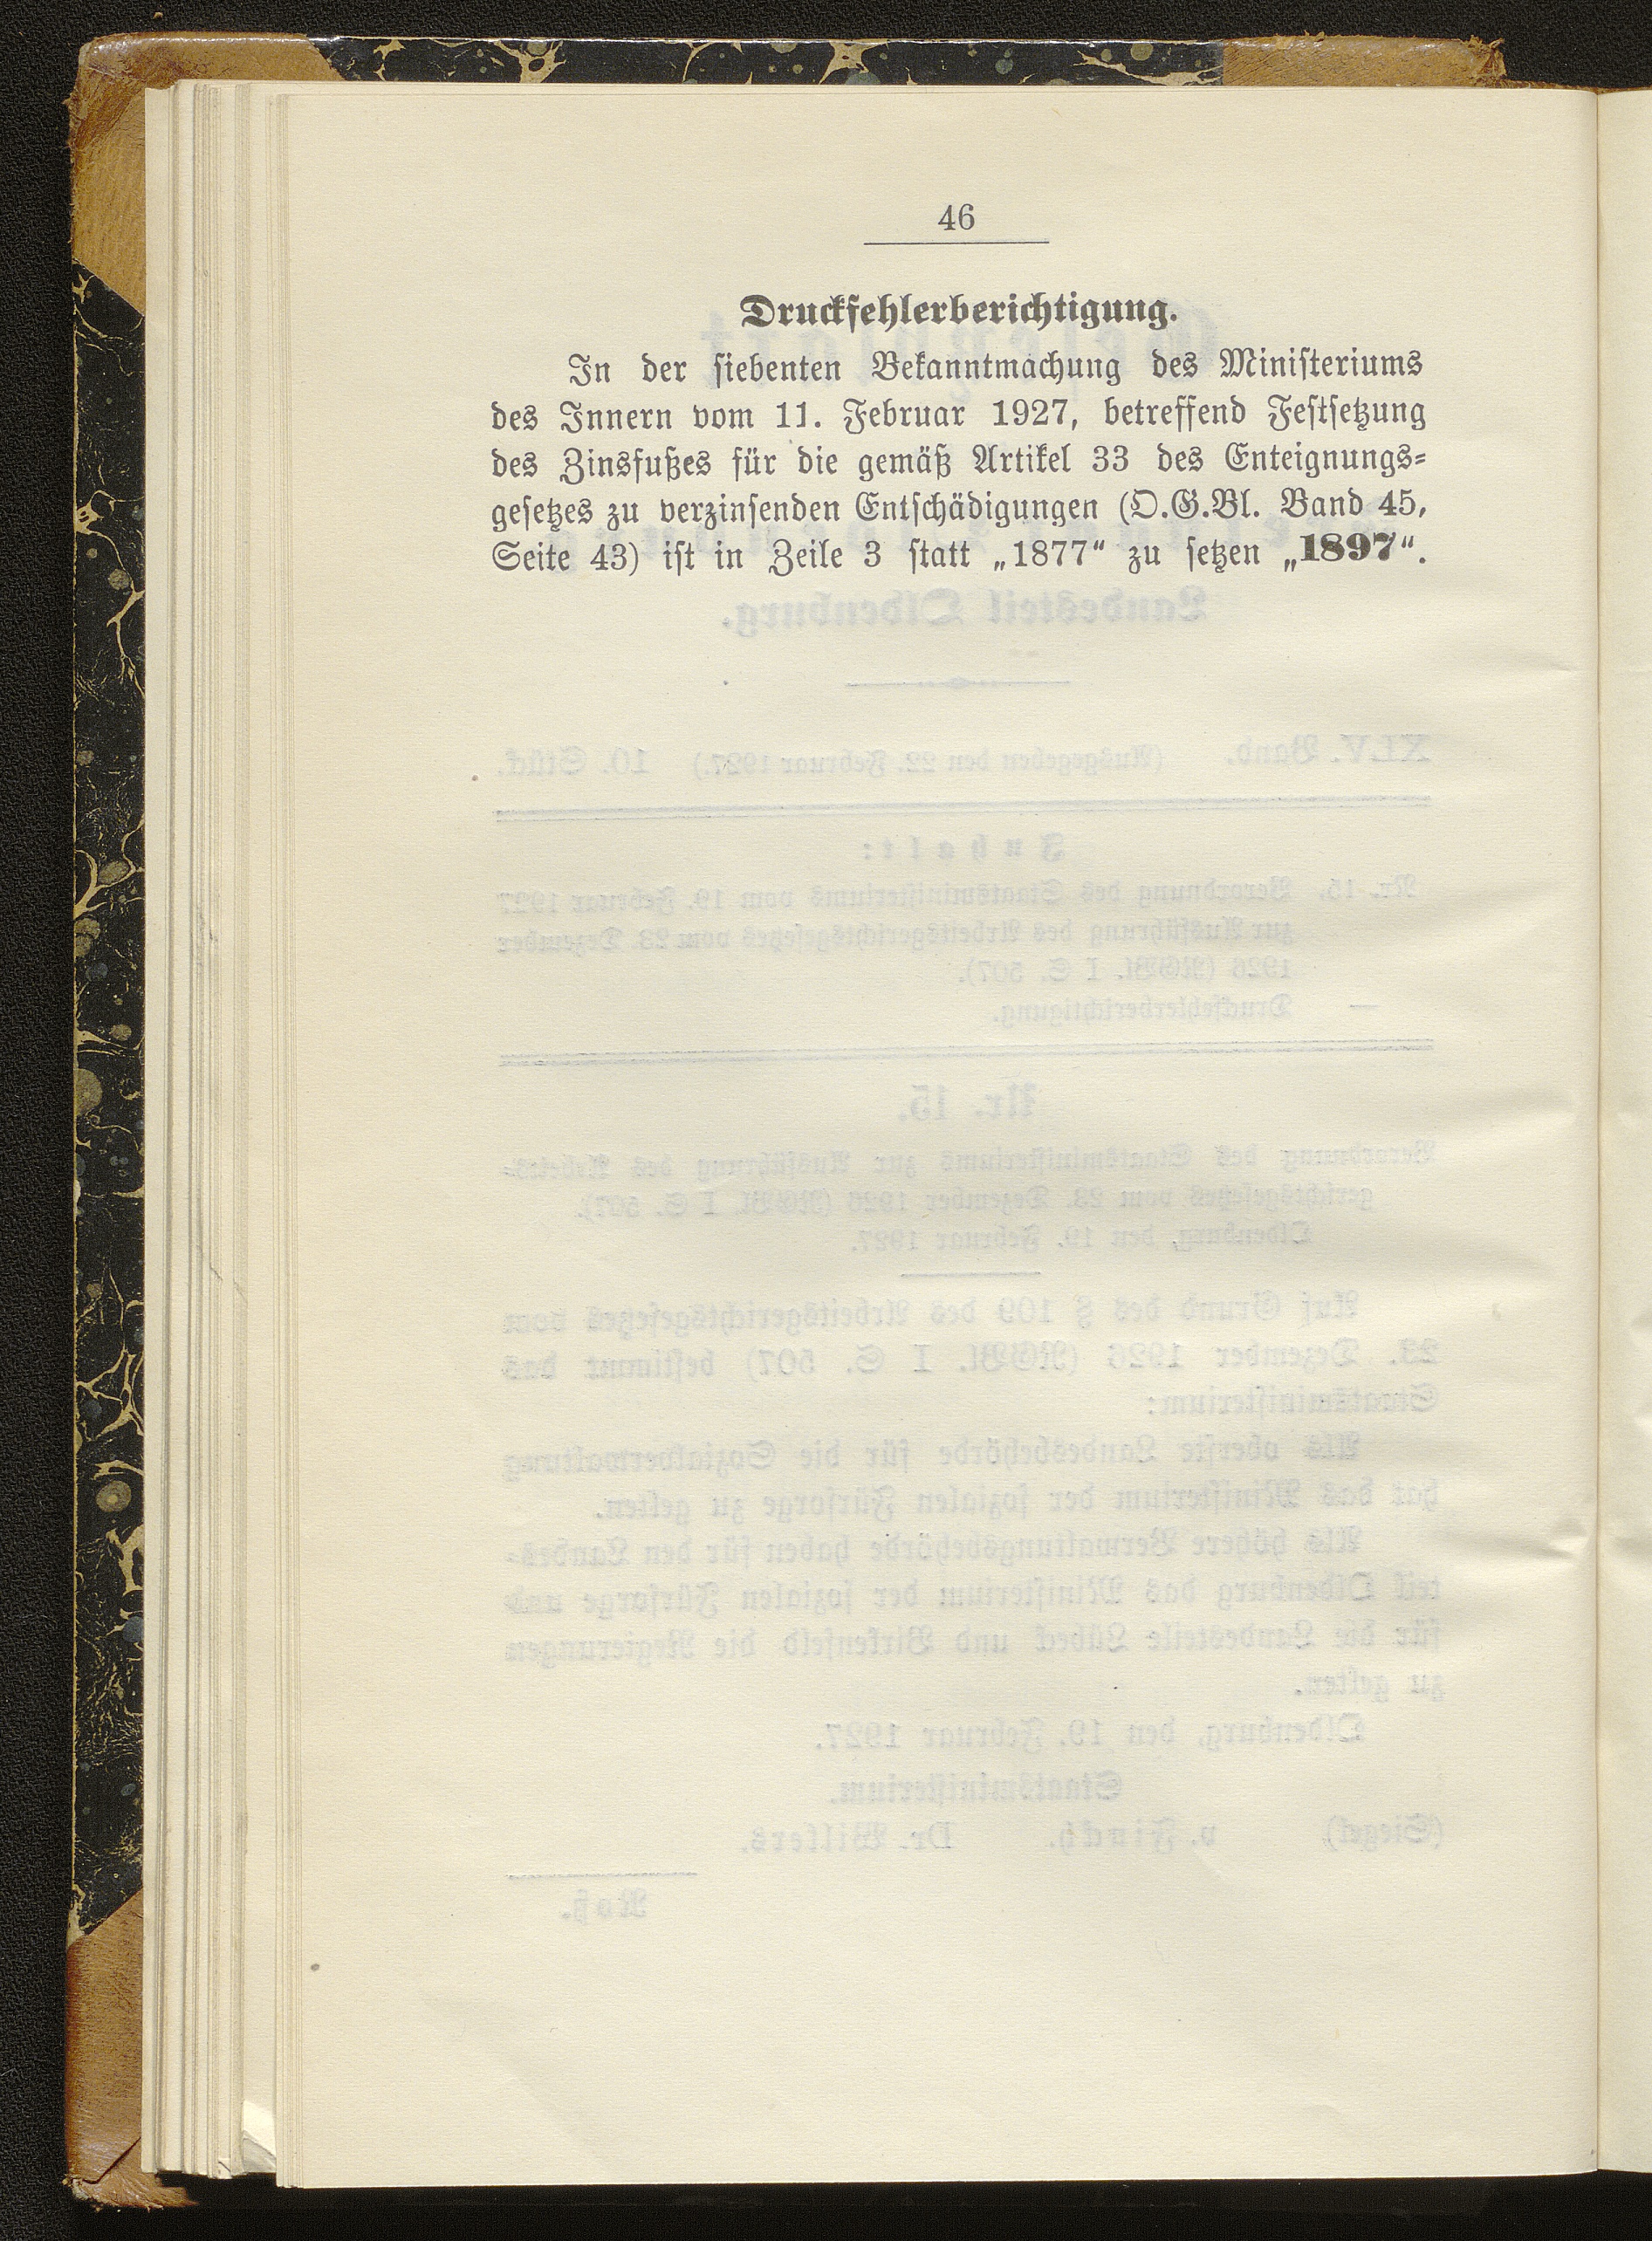 46
Druckfehlerberichtigung.
In der siebenten Bekanntmachung des Ministeriums
des Innern vom 11. Februar 1927, betreffend Festsetzung
des Zinsfußes für die gemäß Artikel 33 des Enteignungs-
gesetzes zu verzinsenden Entschädigungen (O.G.Bl. Band 45,
Seite 43) ist in Zeile 3 statt „1877“ zu setzen „1897“.